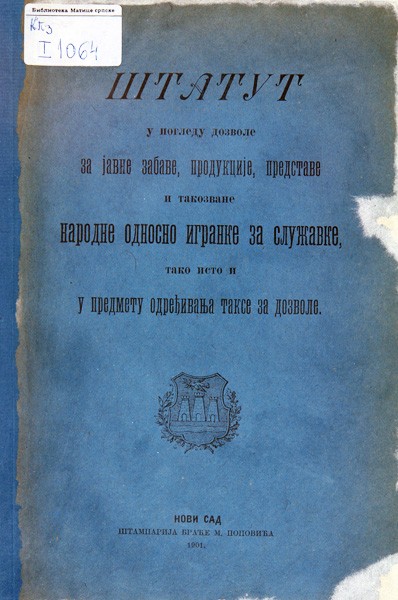 Библиотека Матице српске
Књз
I 1064
ШТАТУТ
у погледу дозволе
за јавне забаве, продукције, представе
и такозване
народне односно игранке за служавке,
тако исто и
у предмету одређивања таксе за дозволе.
НОВИ САД
ШТАМПАРИЈА БРАЋЕ М. ПОПОВИЋА
1901.